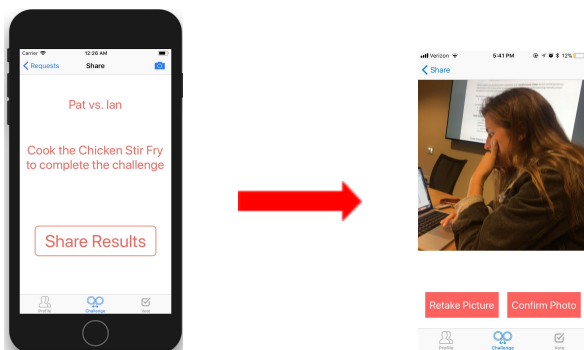 Carrier 12:26 AM
Requests Share
Pat vs. Ian
Cook the Chicken Stir Fry
to complete the challenge
Share Results
Profile Challenge Vote
Verizon 5:41 PM 12%
Share
Retake Picture Confirm Photo
Profile Challenge Vote